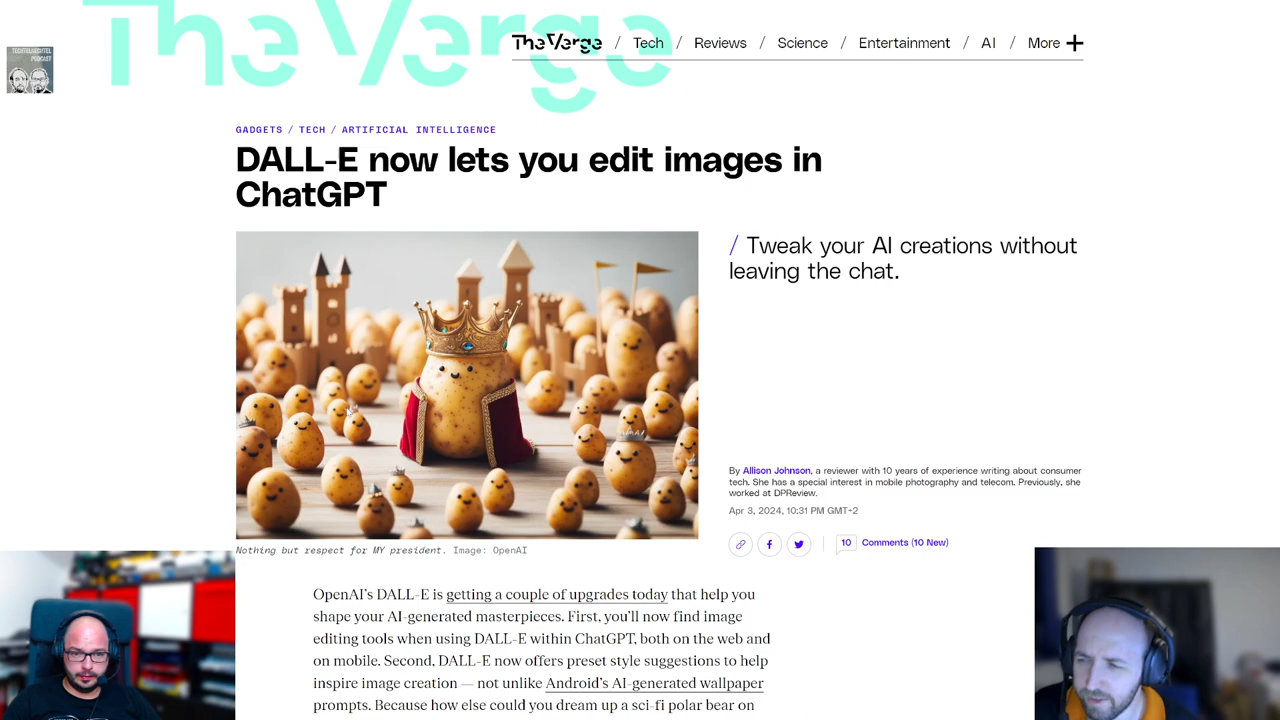 The Verge
TECHTELMECHTEL
PODCAST
The Verge / Tech / Reviews / Science / Entertainment / AI / More +
GADGETS / TECH / ARTIFICIAL INTELLIGENCE
DALL-E now lets you edit images in
ChatGPT
/ Tweak your AI creations without
leaving the chat.
By Allison Johnson, a reviewer with 10 years of experience writing about consumer
tech. She has a special interest in mobile photography and telecom. Previously, she
worked at DPReview.
Apr 3, 2024, 10:31 PM GMT+2
10 Comments (10 New)
Nothing but respect for MY president. Image: OpenAI
OpenAI’s DALL-E is getting a couple of upgrades today that help you
shape your AI-generated masterpieces. First, you’ll now find image
editing tools when using DALL-E within ChatGPT, both on the web and
on mobile. Second, DALL-E now offers preset style suggestions to help
inspire image creation — not unlike Android’s AI-generated wallpaper
prompts. Because how else could you dream up a sci-fi polar bear on